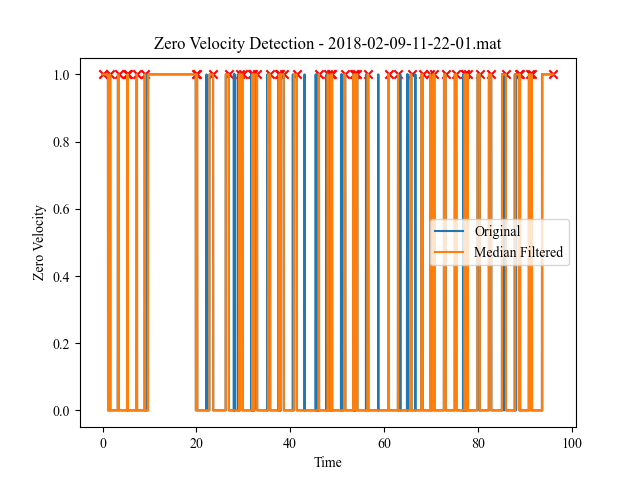 Zero Velocity Detection - 2018-02-09-11-22-01.mat
1.0
0.8
0.6
0.4
0.2
0.0
Zero Velocity
Original
Median Filtered
0 20 40 60 80 100
Time